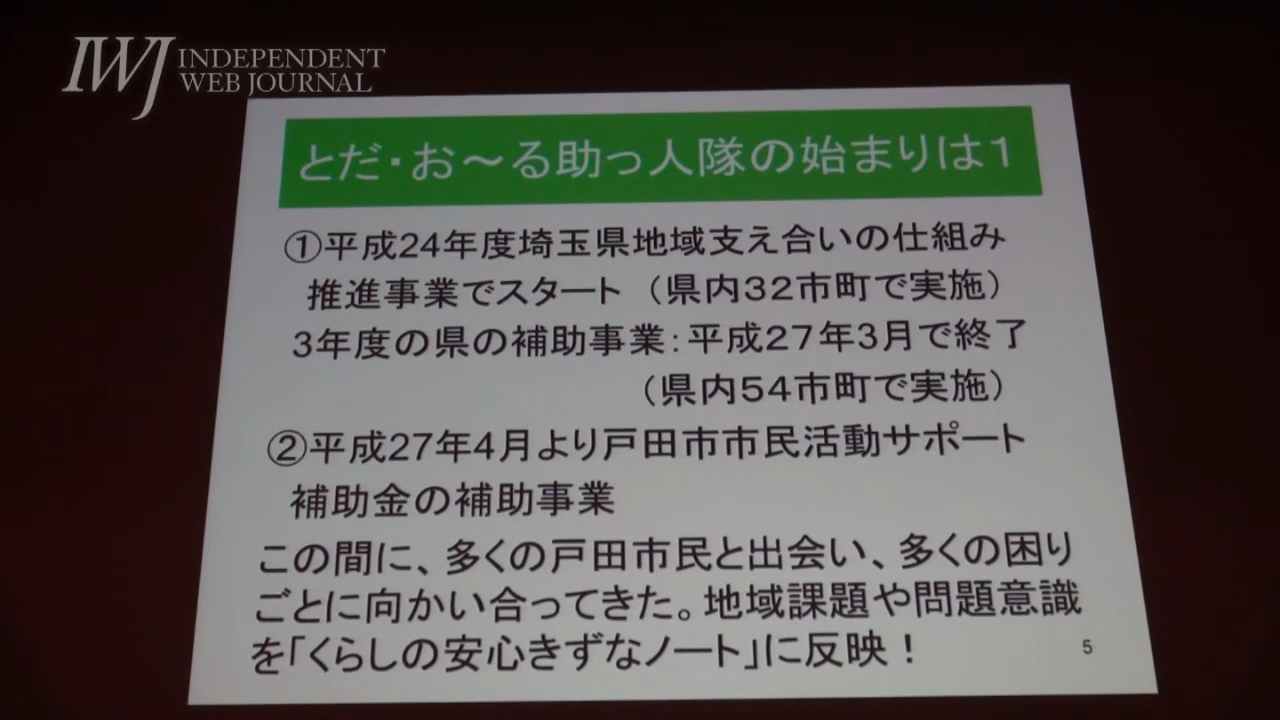 IWJ INDEPENDENT
WEB JOURNAL
とだ・お～る助っ人隊の始まりは１
①平成24年度埼玉県地域支え合いの仕組み
推進事業でスタート （県内３２市町で実施）
３年度の県の補助事業：平成２７年３月で終了
（県内５４市町で実施）
②平成27年４月より戸田市市民活動サポート
補助金の補助事業
この間に、多くの戸田市民と出会い、多くの困り
ごとに向かい合ってきた。地域課題や問題意識
を「くらしの安心きずなノート」に反映！
5